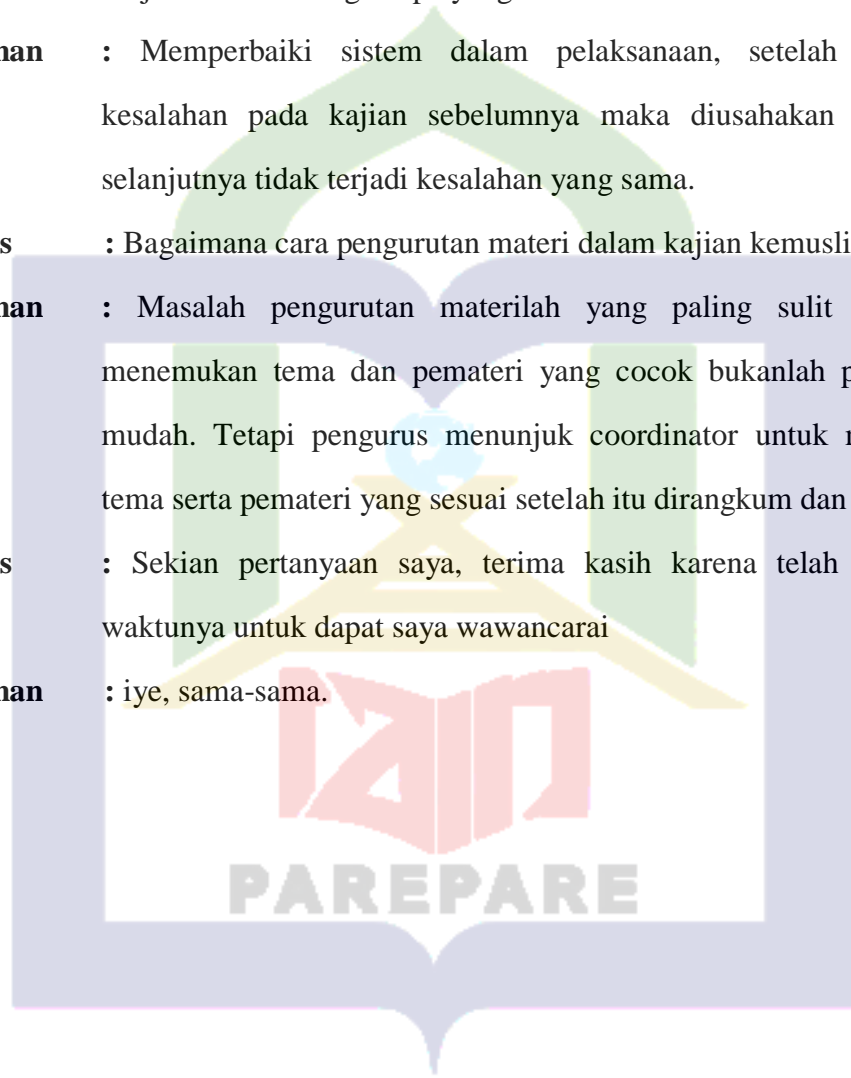 : Memperbaiki sistem dalam pelaksanaan, setelah
kesalahan pada kajian sebelumnya maka diusahakan
selanjutnya tidak terjadi kesalahan yang sama.
: Bagaimana cara pengurutan materi dalam kajian
: Masalah pengurutan materilah yang paling sulit
menemukan tema dan pemateri yang cocok bukanlah
mudah. Tetapi pengurus menunjuk coordinator untuk
tema serta pemateri yang sesuai setelah itu dirangkum dan
: Sekian pertanyaan saya, terima kasih karena telah
waktunya untuk dapat saya wawancarai
: iye, sama-sama.
IAIN
PAREPARE